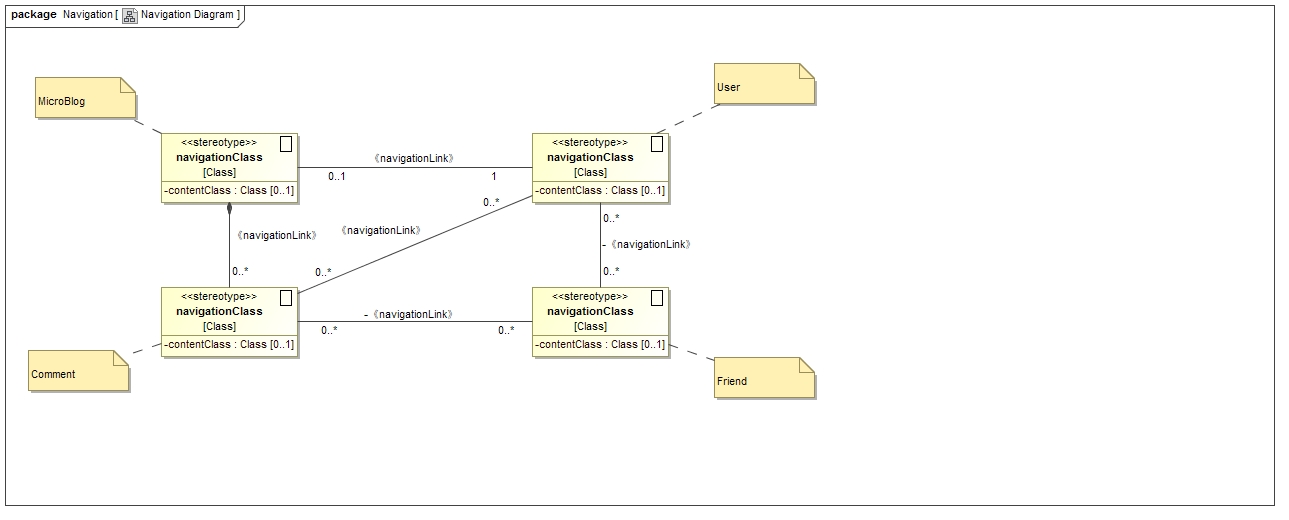 package Navigation [ Navigation Diagram ]
MicroBlog
User
<<stereotype>>
navigationClass
[Class]
-contentClass : Class [0..1]
《navigationLink》
0..1
1
<<stereotype>>
navigationClass
[Class]
-contentClass : Class [0..1]
0..*
《navigationLink》
0..*
《navigationLink》
0..*
0..*
-《navigationLink》
0..*
<<stereotype>>
navigationClass
[Class]
-contentClass : Class [0..1]
-《navigationLink》
0..*
0..*
<<stereotype>>
navigationClass
[Class]
-contentClass : Class [0..1]
Comment
Friend